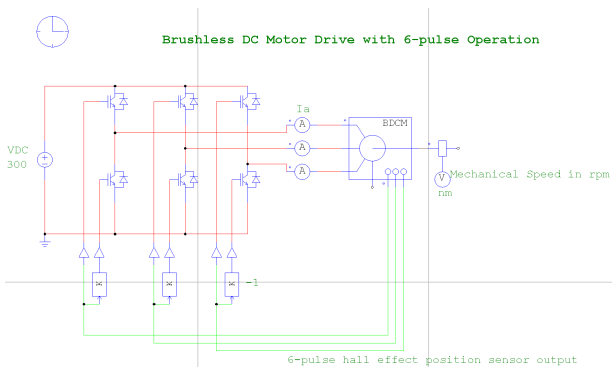 Brushless DC Motor Drive with 6-pulse Operation
Ia
A
BDCM
VDC
300
A
A
V
Mechanical Speed in rpm
nm
K
K
K
-1
6-pulse hall effect position sensor output